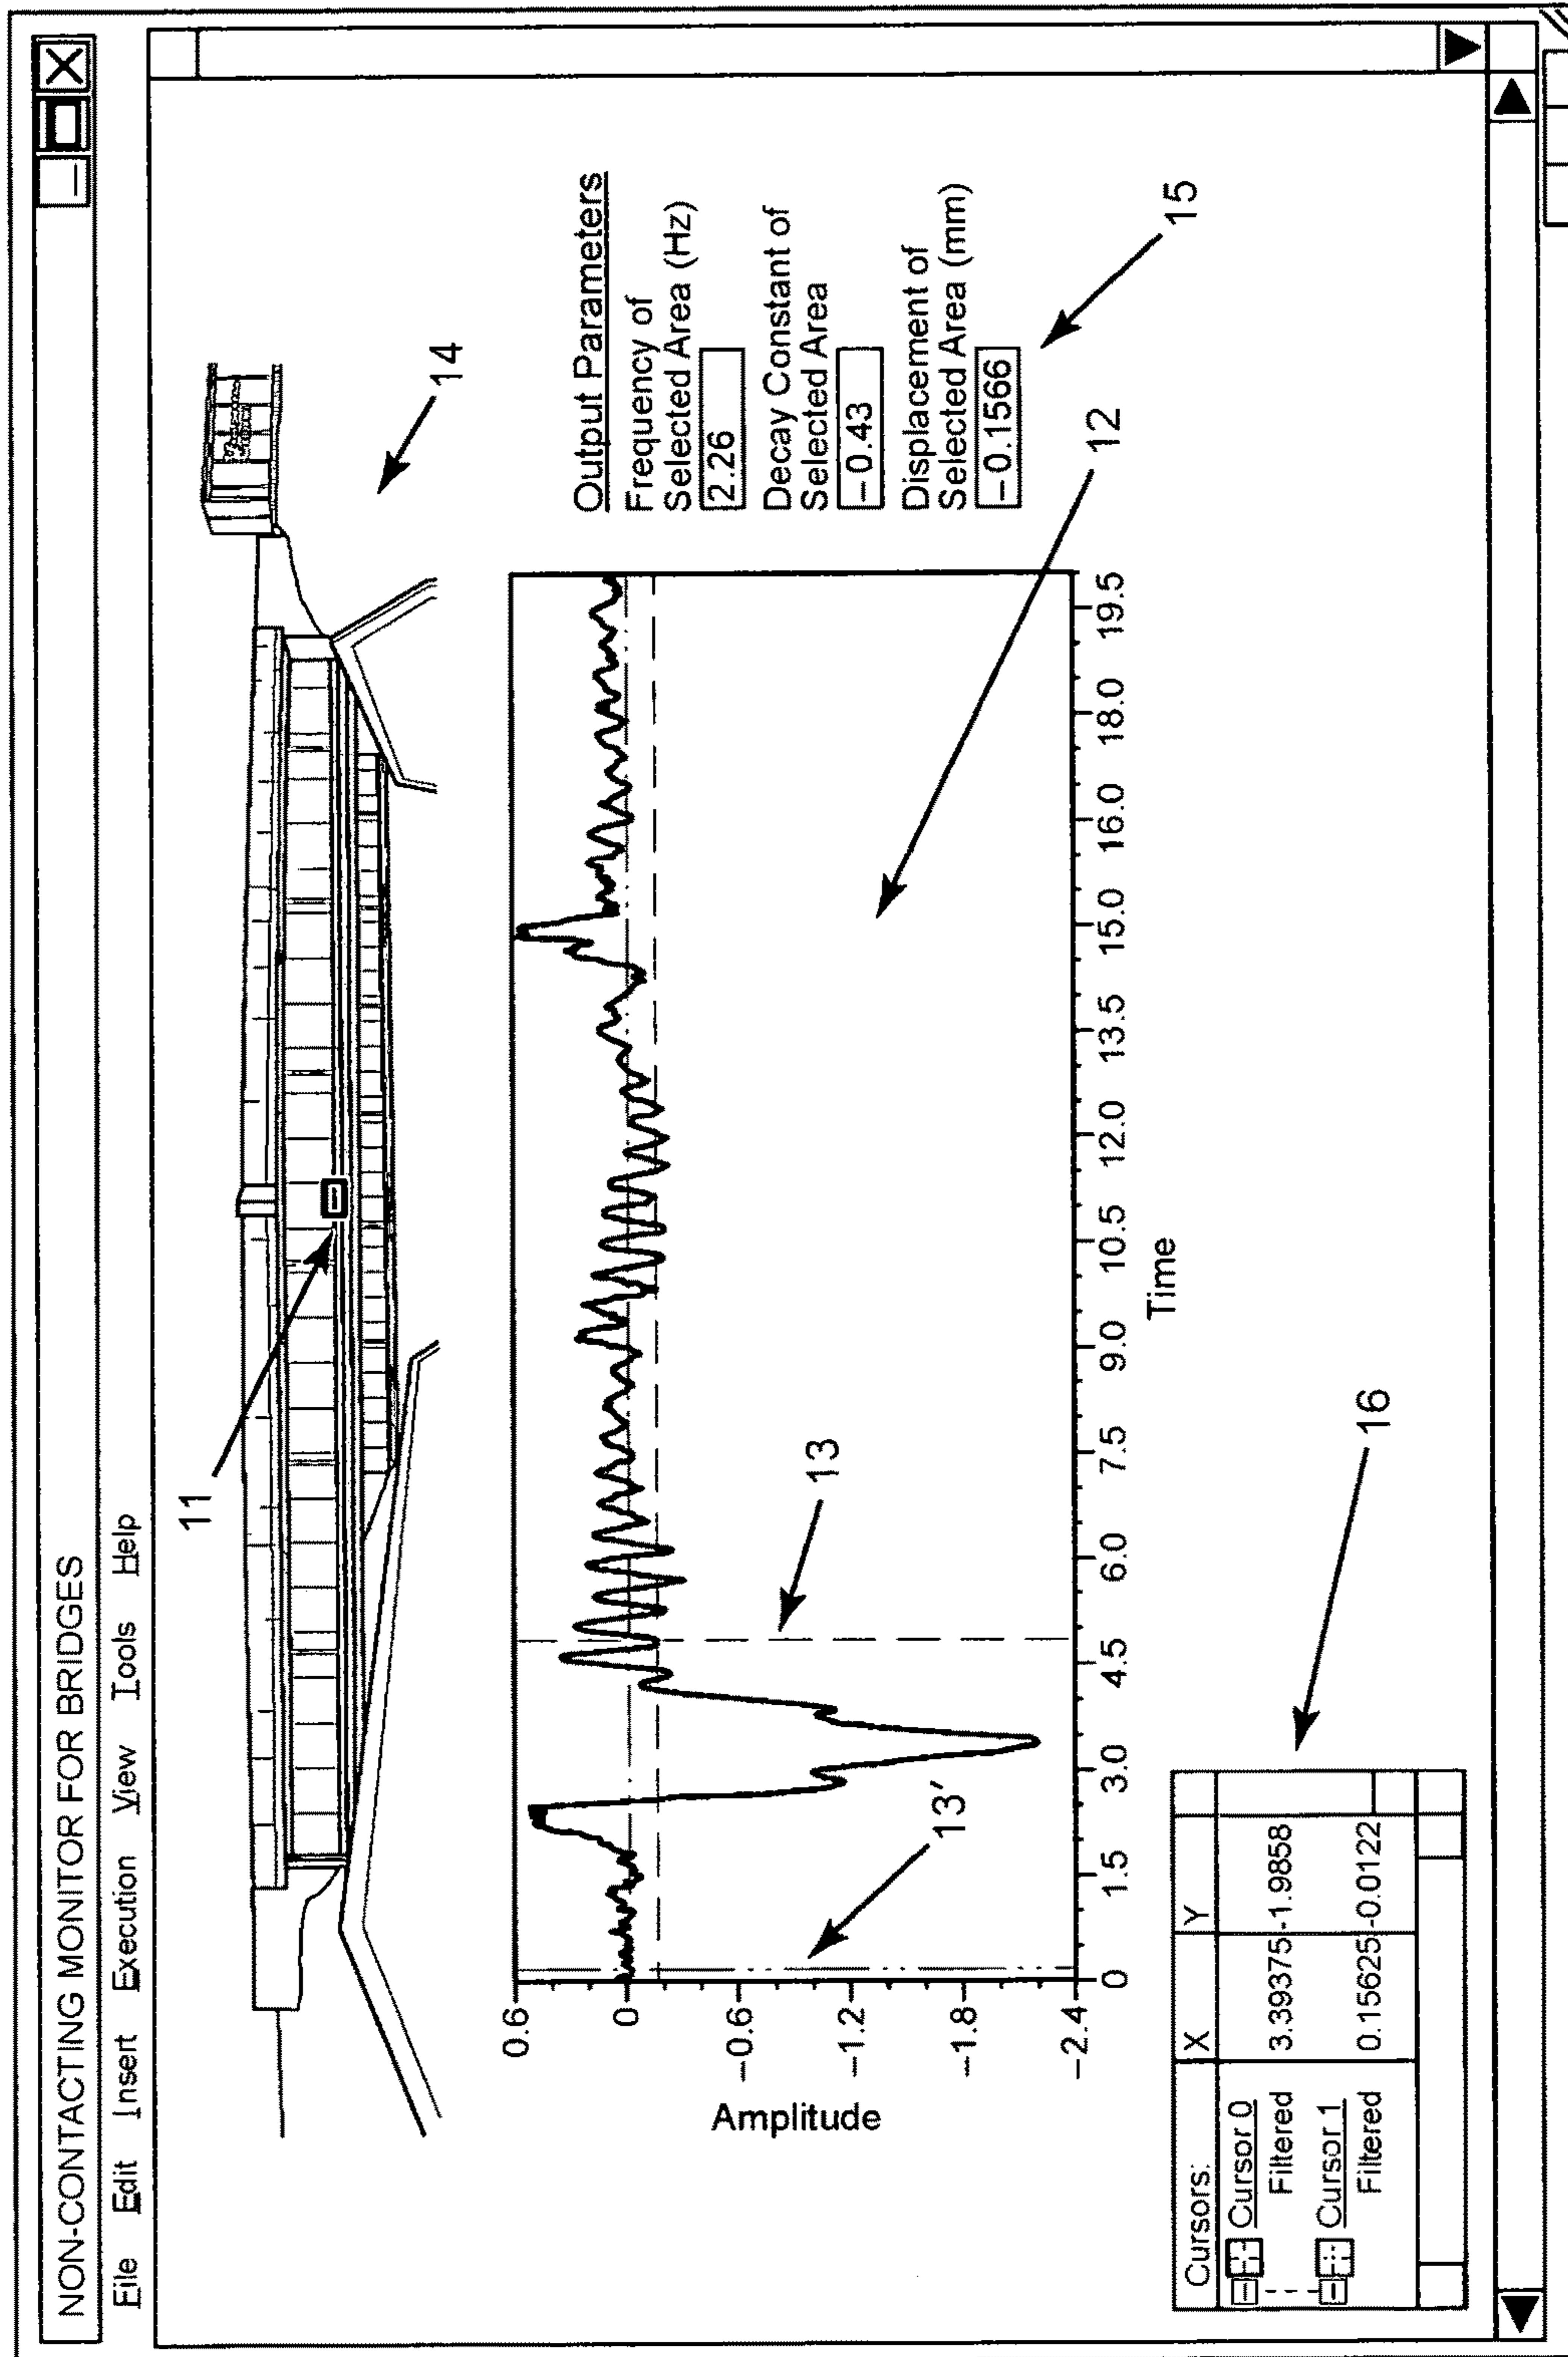 NON-CONTACTING MONITOR FOR BRIDGES
File Edit Insert Execution View Tools Help
11
14
Output Parameters
Frequency of
Selected Area (Hz)
2.26
Decay Constant of
Selected Area
−0.43
Displacement of
Selected Area (mm)
−0.1566
15
12
13
13′
Amplitude
0.6
0
−0.6
−1.2
−1.8
−2.4
0 1.5 3.0 4.5 6.0 7.5 9.0 10.5 12.0 13.5 15.0 16.0 18.0 19.5
Time
16
Cursors: X Y
Cursor 0
Filtered 3.39375 -1.9858
Cursor 1
Filtered 0.15625 -0.0122